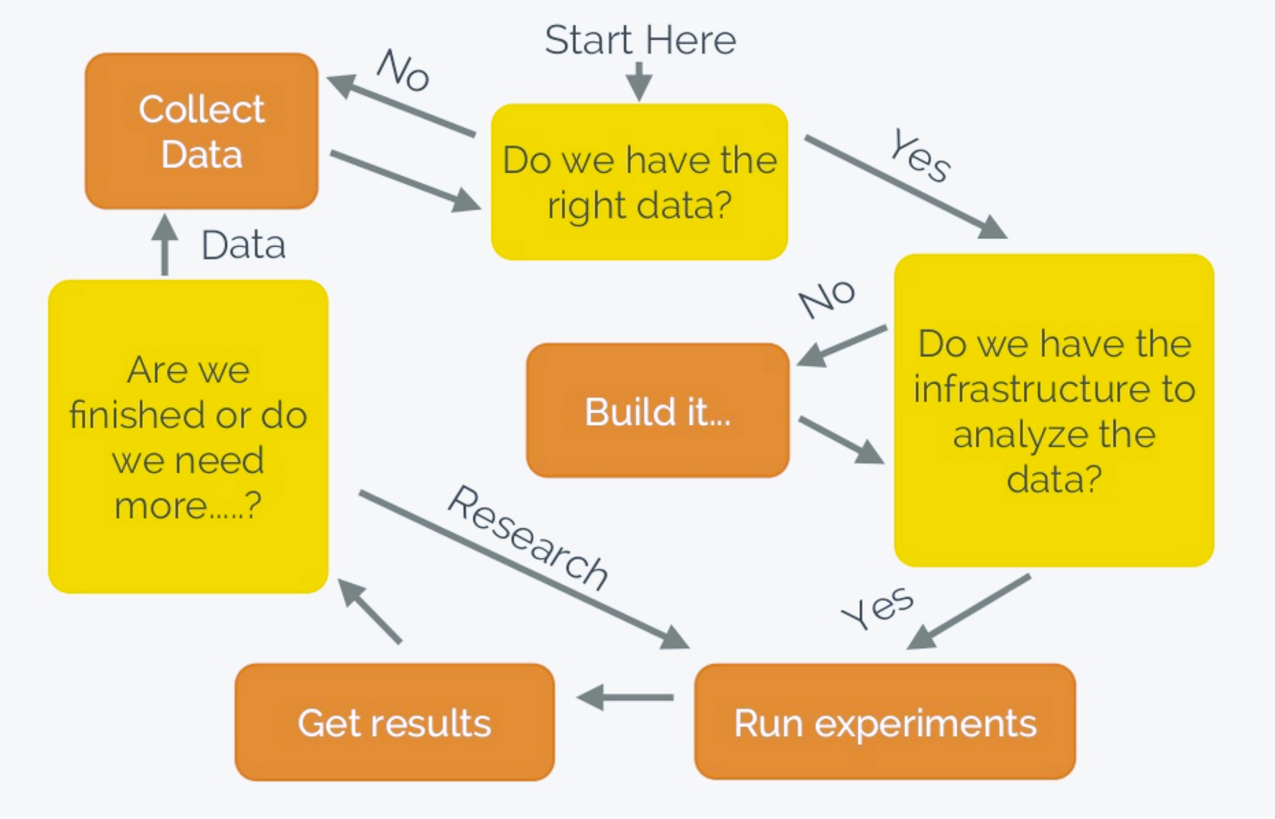 Start Here
No
Collect
Data
Do we have the
right data?
Yes
Data
No
Do we have the
infrastructure to
analyze the
data?
Build it...
Are we
finished or do
we need
more.....?
Research
Yes
Get results
Run experiments